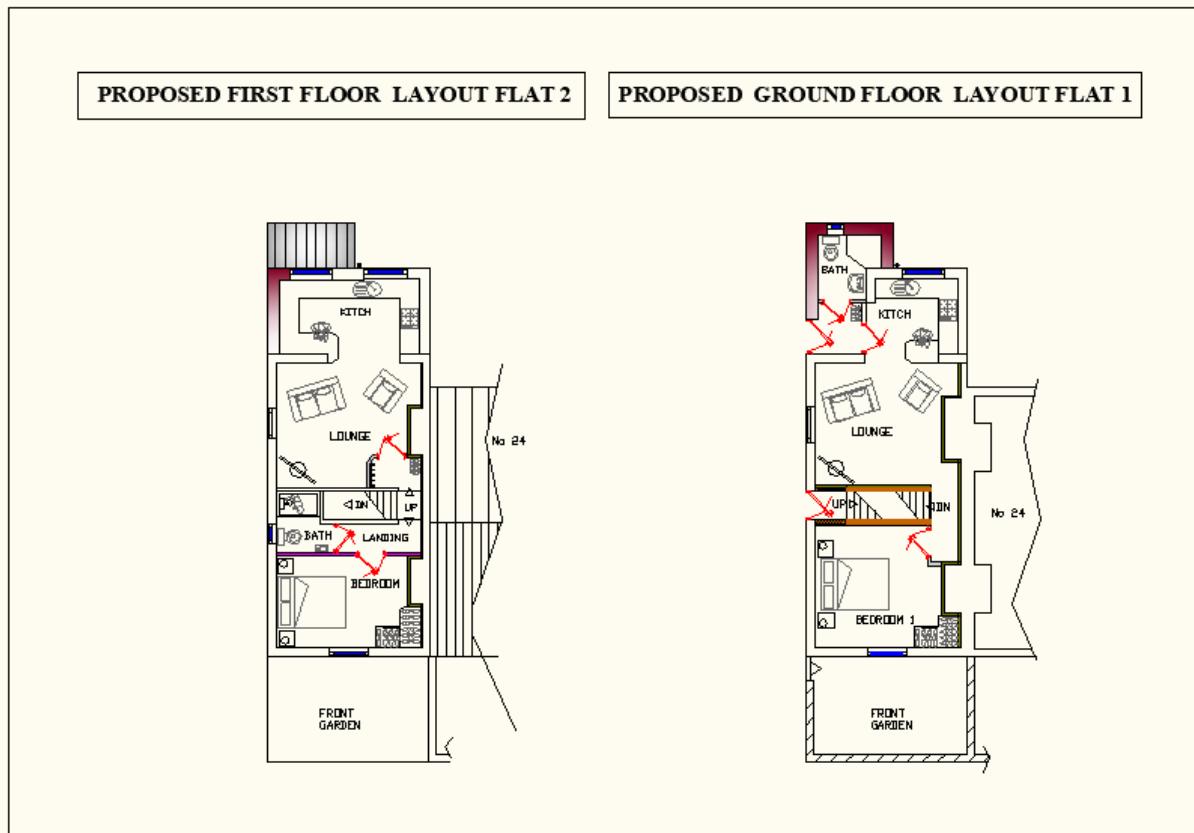 PROPOSED FIRST FLOOR LAYOUT FLAT 2
PROPOSED GROUND FLOOR LAYOUT FLAT 1
KITCH
LOUNGE
No 24
DN
UP
BATH
LANDING
BEDROOM
FRONT
GARDEN
BATH
KITCH
LOUNGE
UP
DN
No 24
BEDROOM 1
FRONT
GARDEN